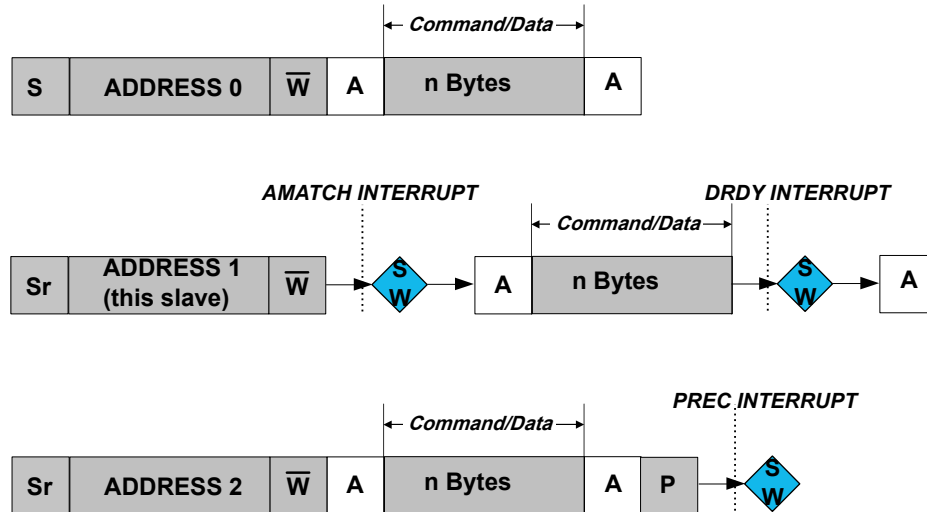 Command/Data
S ADDRESS 0 W̅ A n Bytes A
AMATCH INTERRUPT DRDY INTERRUPT
Command/Data
Sr ADDRESS 1 (this slave) W̅ S W A n Bytes S W A
PREC INTERRUPT
Command/Data
Sr ADDRESS 2 W̅ A n Bytes A P S W